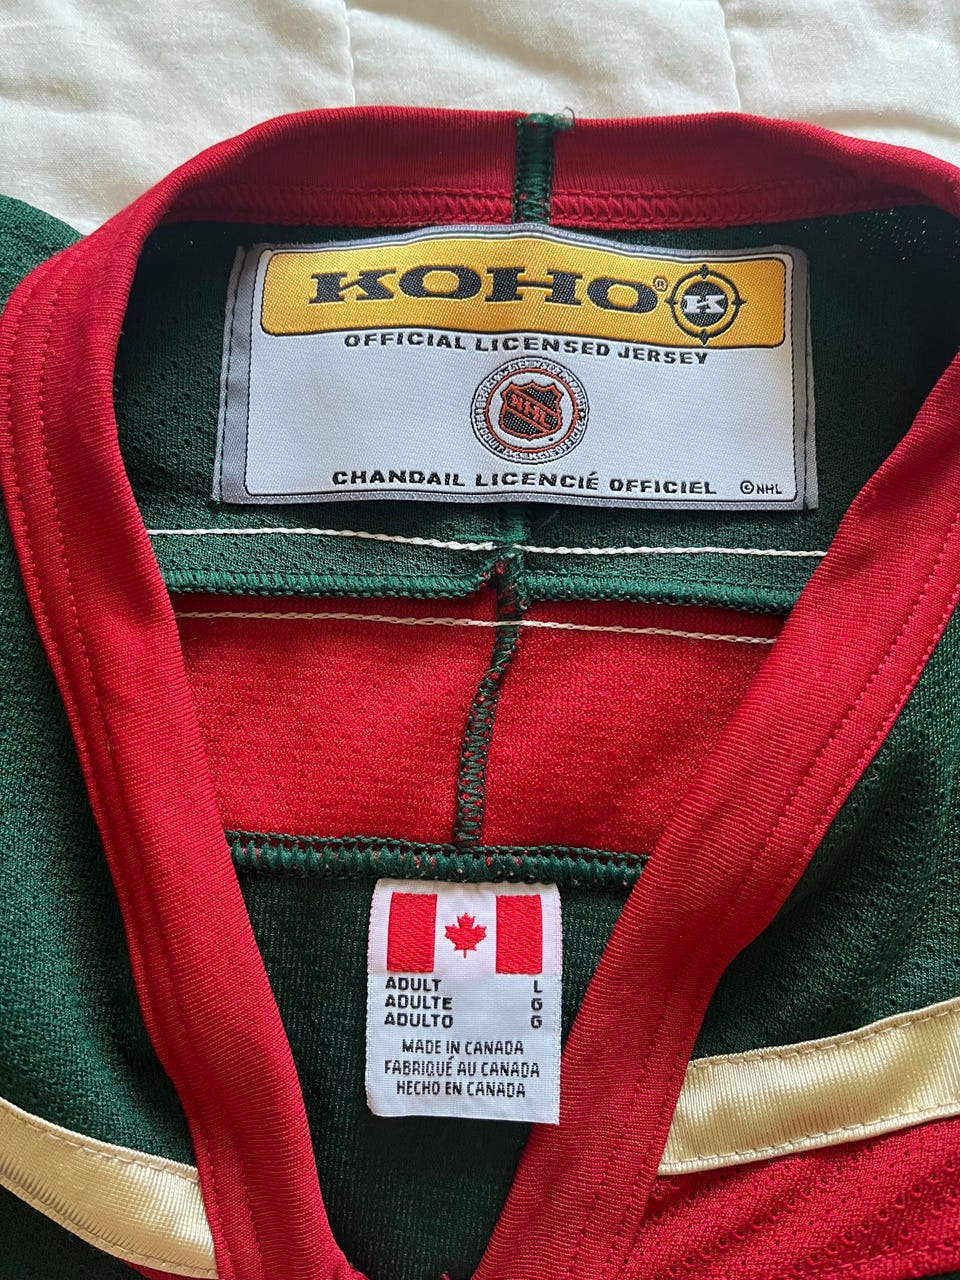 KOHO® K
OFFICIAL LICENSED JERSEY
NHL
CHANDAIL LICENCIÉ OFFICIEL ©NHL
ADULT L
ADULTE G
ADULTO G
MADE IN CANADA
FABRIQUÉ AU CANADA
HECHO EN CANADA